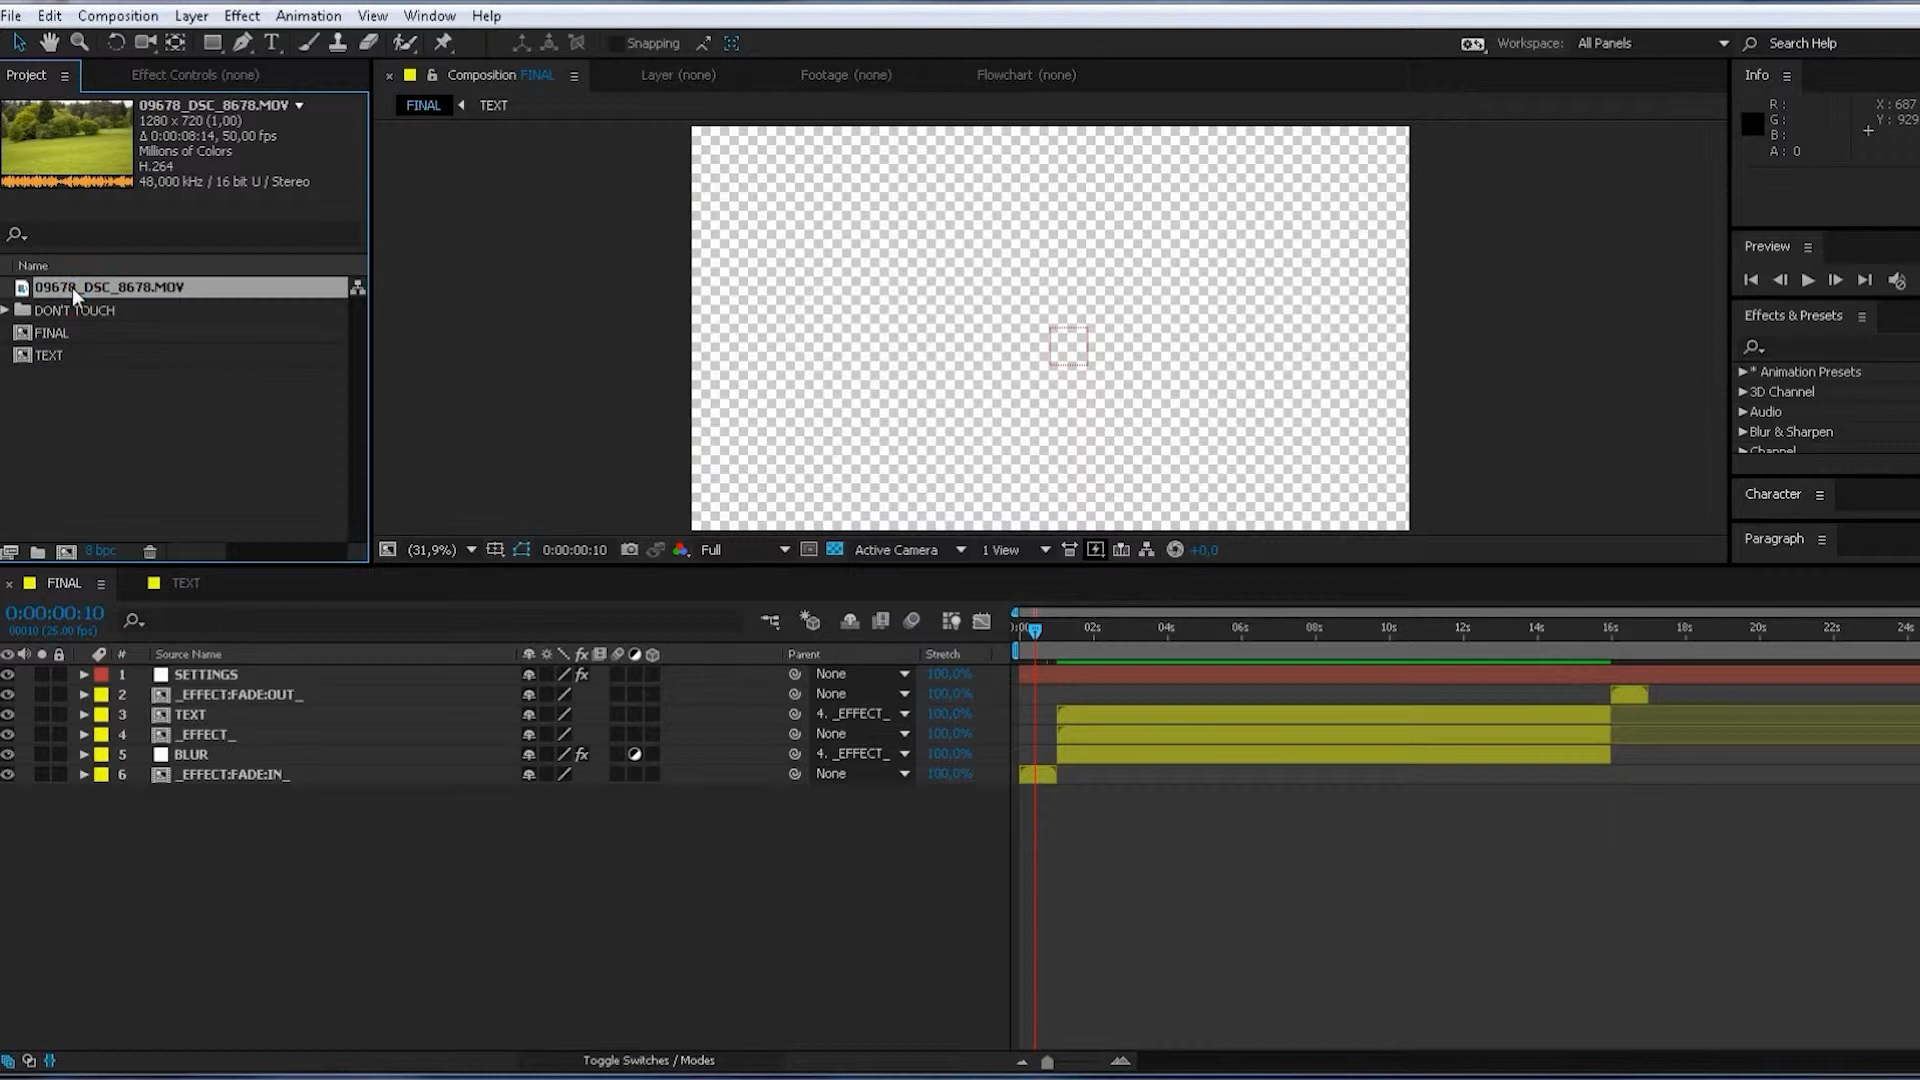 File Edit Composition Layer Effect Animation View Window Help
Snapping Workspace: All Panels Search Help
Project Effect Controls (none) Composition FINAL Layer (none) Footage (none) Flowchart (none) Info
09678_DSC_8678.MOV
1280 x 720 (1,00)
Δ 0:00:08:14, 50,00 fps
Millions of Colors
H.264
48,000 kHz / 16 bit U / Stereo
FINAL TEXT
R: X: 687
G: Y: 929
B:
A: 0
Name
09678_DSC_8678.MOV
DON'T TOUCH
FINAL
TEXT
Preview
Effects & Presets
* Animation Presets
3D Channel
Audio
Blur & Sharpen
Channel
Character
Paragraph
8 bpc
(31,9%) 0:00:00:10 Full Active Camera 1 View +0,0
FINAL TEXT
0:00:00:10
00010 (25.00 fps)
02s 04s 06s 08s 10s 12s 14s 16s 18s 20s 22s 24s
# Source Name Parent Stretch
1 SETTINGS None 100,0%
2 _EFFECT:FADE:OUT_ None 100,0%
3 TEXT 4. _EFFECT_ 100,0%
4 _EFFECT_ None 100,0%
5 BLUR 4. _EFFECT_ 100,0%
6 _EFFECT:FADE:IN_ None 100,0%
Toggle Switches / Modes